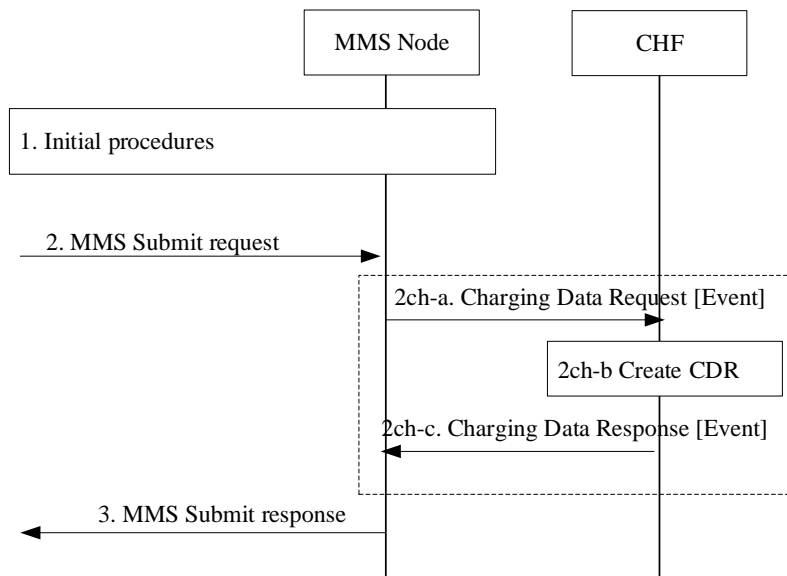 MMS Node
CHF
1. Initial procedures
2. MMS Submit request
2ch-a. Charging Data Request [Event]
2ch-b Create CDR
2ch-c. Charging Data Response [Event]
3. MMS Submit response